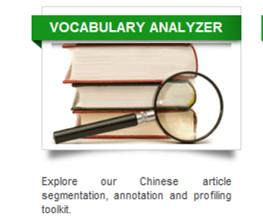 VOCABULARY ANALYZER
Explore our Chinese article
segmentation, annotation and profiling
toolkit.